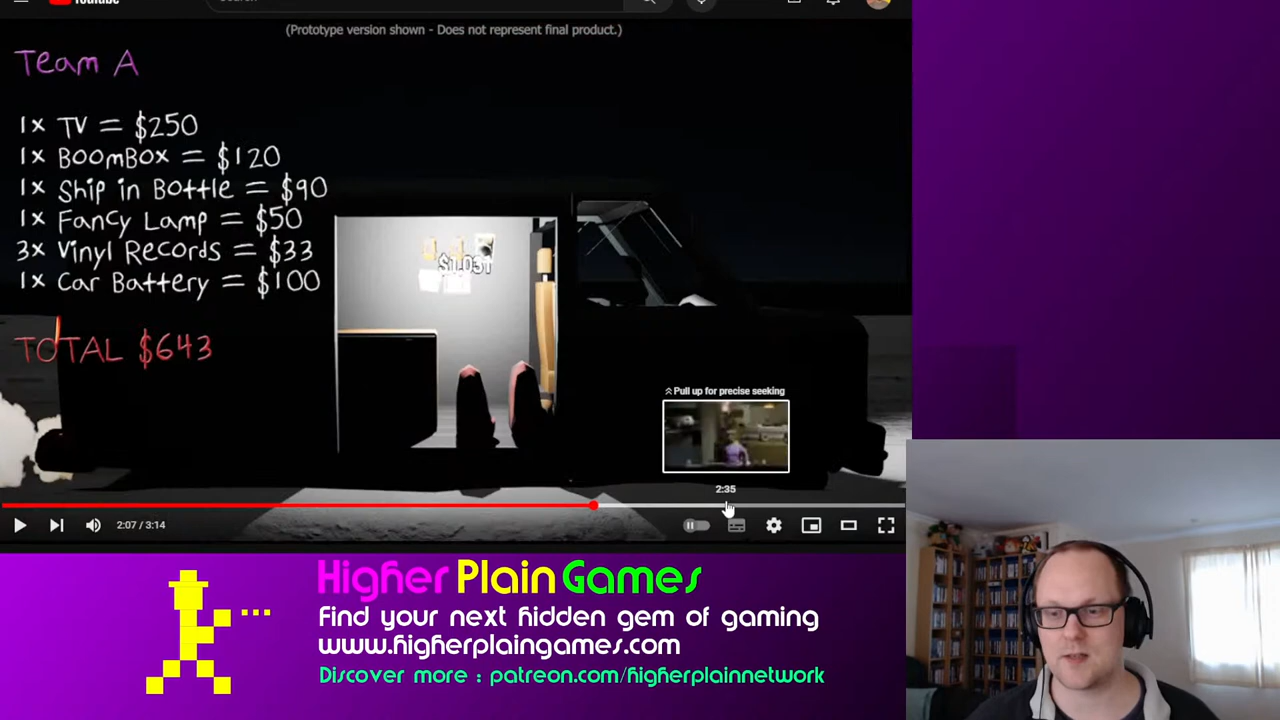 (Prototype version shown - Does not represent final product.)
Team A
1x TV = $250
1x BoomBox = $120
1x Ship in Bottle = $90
1x Fancy Lamp = $50
3x Vinyl Records = $33
1x Car Battery = $100
TOTAL $643
$1,031
Pull up for precise seeking
2:35
2:07 / 3:14
Higher Plain Games
Find your next hidden gem of gaming
www.higherplaingames.com
Discover more : patreon.com/higherplainnetwork